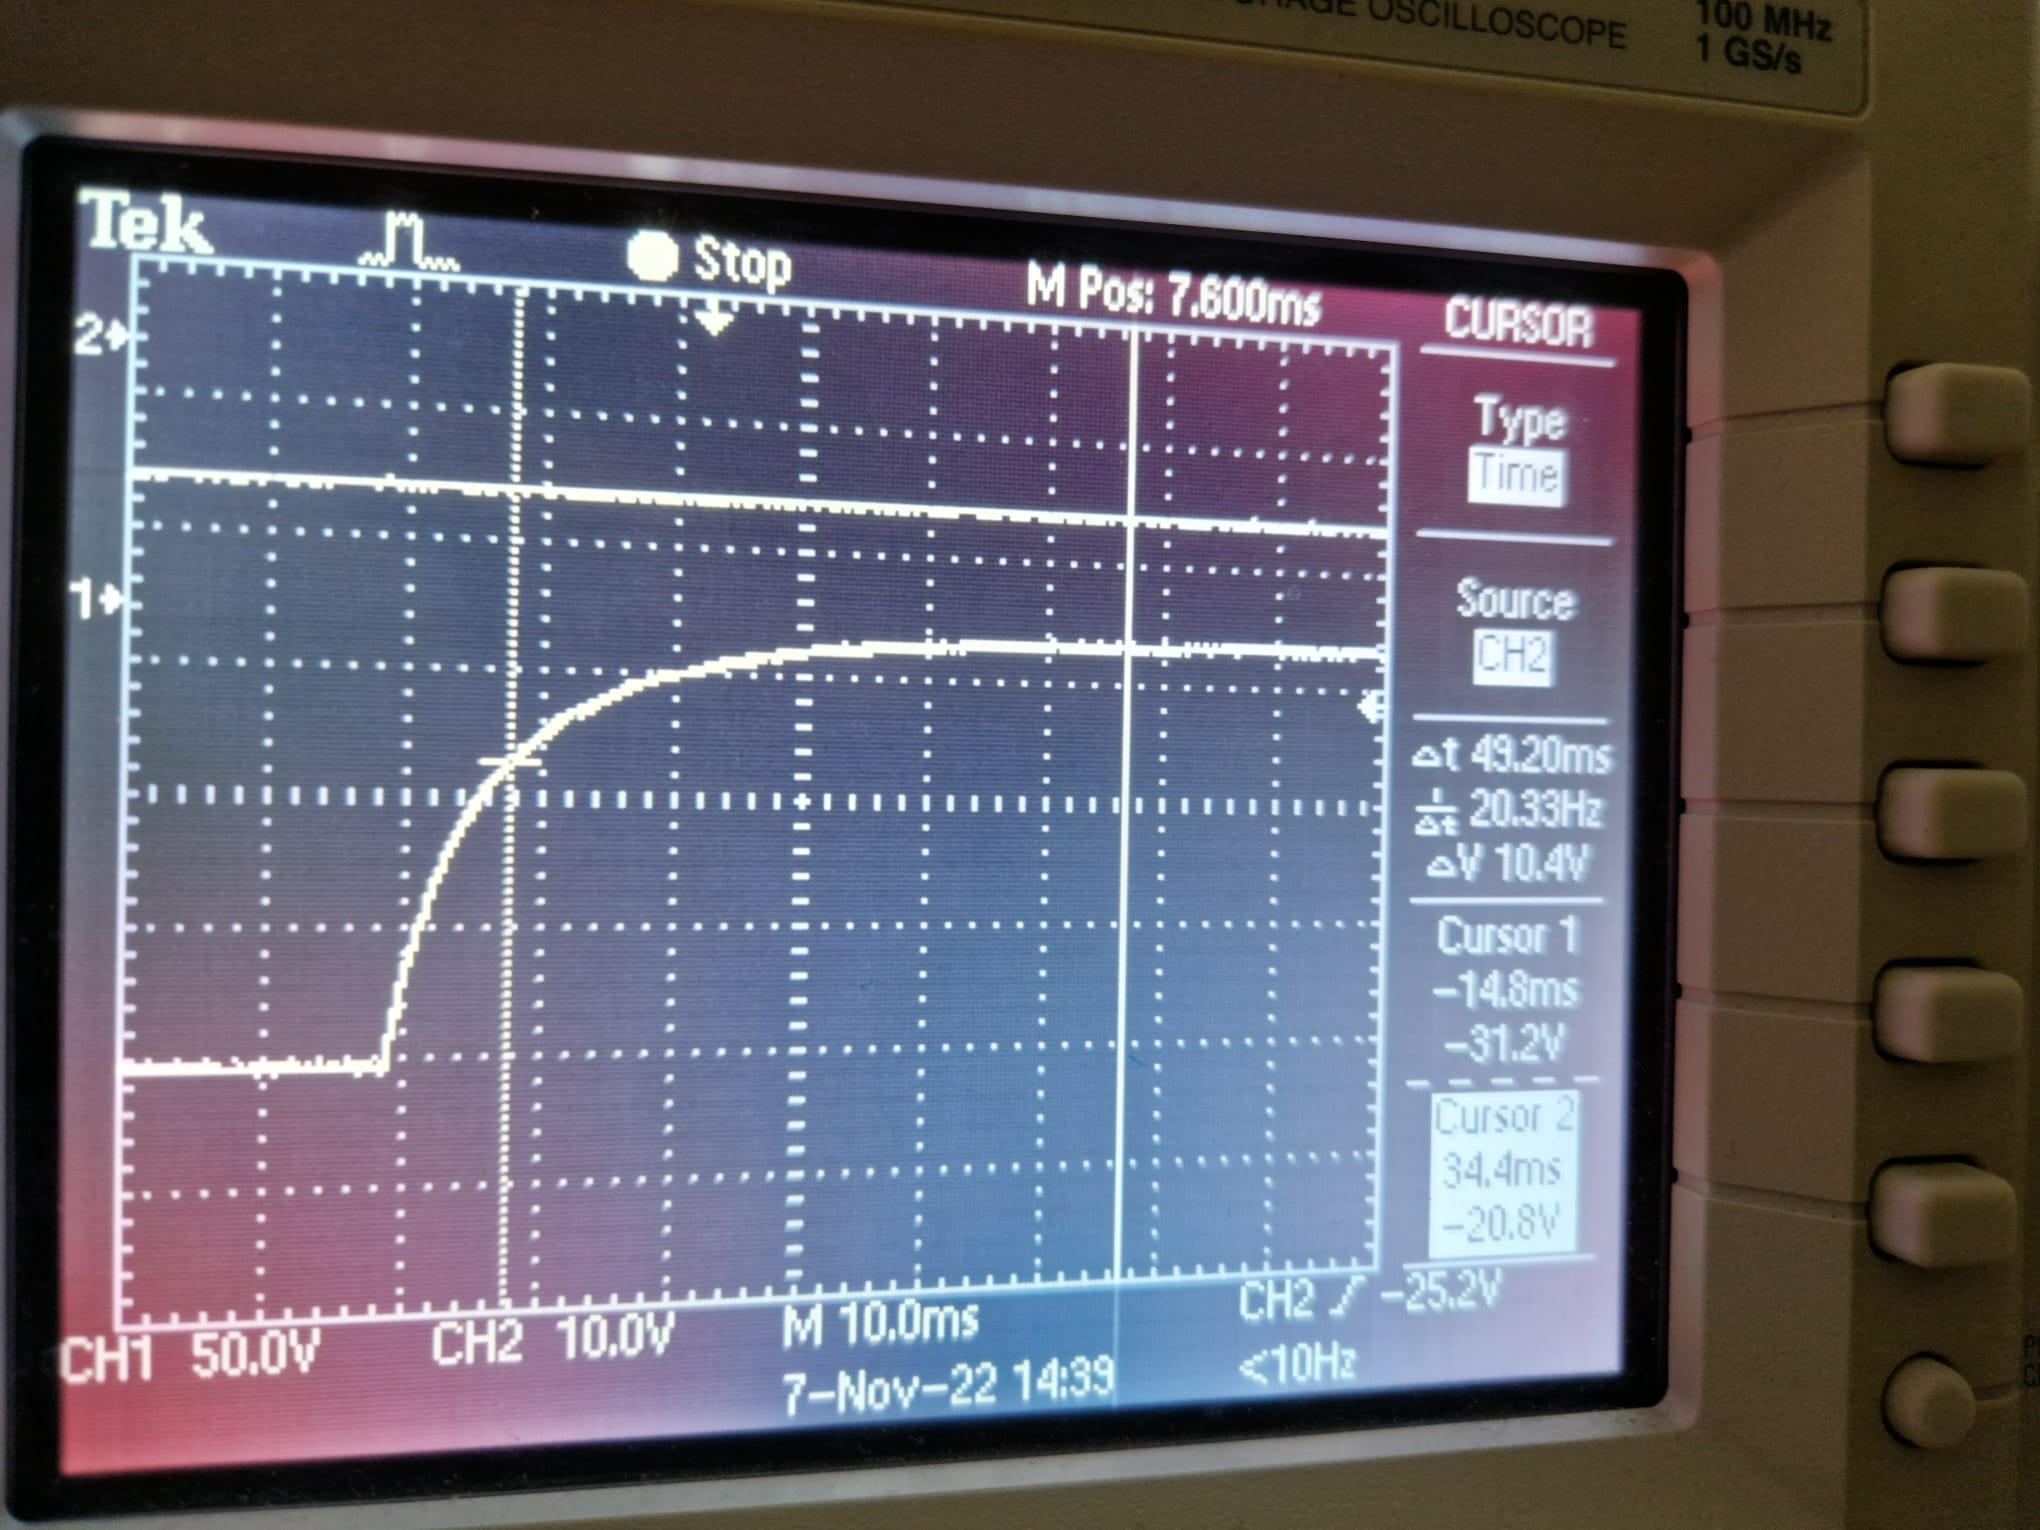 OSCILLOSCOPE
100 MHz
1 GS/s
Tek
Stop
M Pos: 7.600ms
CURSOR
2
Type
Time
1
Source
CH2
Δt 49.20ms
1/Δt 20.33Hz
ΔV 10.4V
Cursor 1
-14.8ms
-31.2V
Cursor 2
34.4ms
-20.8V
CH1 50.0V
CH2 10.0V
M 10.0ms
CH2 -25.2V
7-Nov-22 14:39
<10Hz